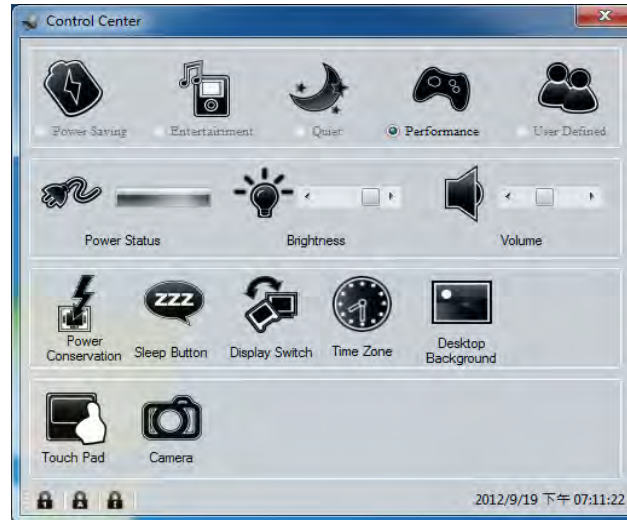 Control Center
Power Saving
Entertainment
Quiet
Performance
User Defined
Power Status
Brightness
Volume
Power
Conservation
ZZZ
Sleep Button
Display Switch
Time Zone
Desktop
Background
Touch Pad
Camera
2012/9/19 下午 07:11:22